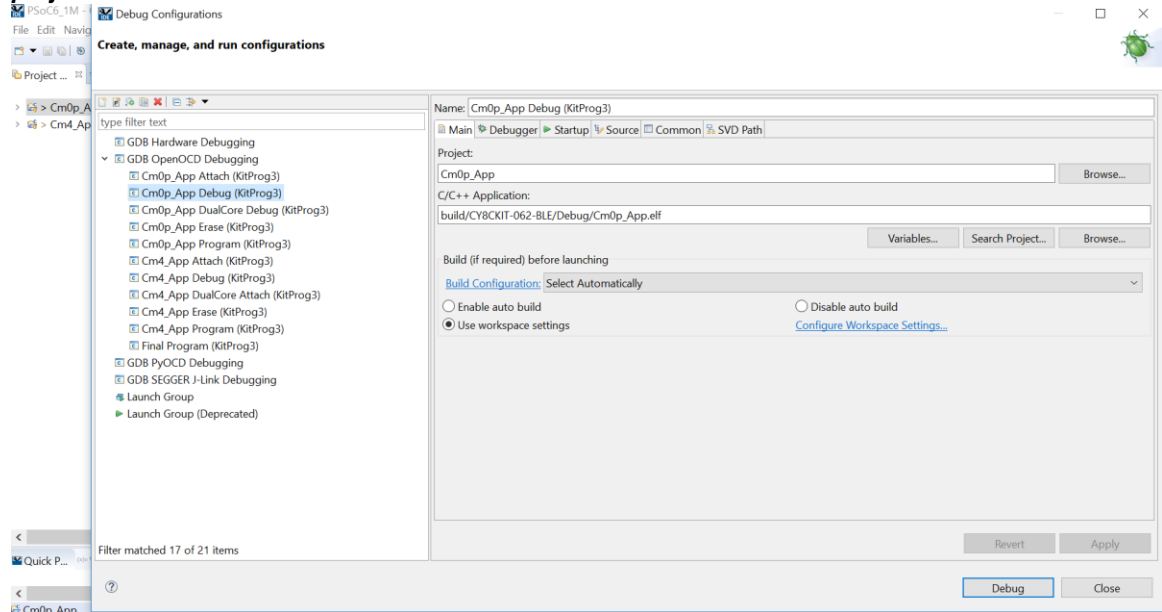 PSoC6_1M -
Debug Configurations
File Edit Navig
Create, manage, and run configurations
Project ...
> Cm0p_A
> Cm4_Ap
type filter text
GDB Hardware Debugging
GDB OpenOCD Debugging
Cm0p_App Attach (KitProg3)
Cm0p_App Debug (KitProg3)
Cm0p_App DualCore Debug (KitProg3)
Cm0p_App Erase (KitProg3)
Cm0p_App Program (KitProg3)
Cm4_App Attach (KitProg3)
Cm4_App Debug (KitProg3)
Cm4_App DualCore Attach (KitProg3)
Cm4_App Erase (KitProg3)
Cm4_App Program (KitProg3)
Final Program (KitProg3)
GDB PyOCD Debugging
GDB SEGGER J-Link Debugging
Launch Group
Launch Group (Deprecated)
Filter matched 17 of 21 items
Name: Cm0p_App Debug (KitProg3)
Main Debugger Startup Source Common SVD Path
Project:
Cm0p_App Browse...
C/C++ Application:
build/CY8CKIT-062-BLE/Debug/Cm0p_App.elf
Variables... Search Project... Browse...
Build (if required) before launching
Build Configuration: Select Automatically
Enable auto build Disable auto build
Use workspace settings Configure Workspace Settings...
Revert Apply
Quick P...
Debug Close
Cm0p_App